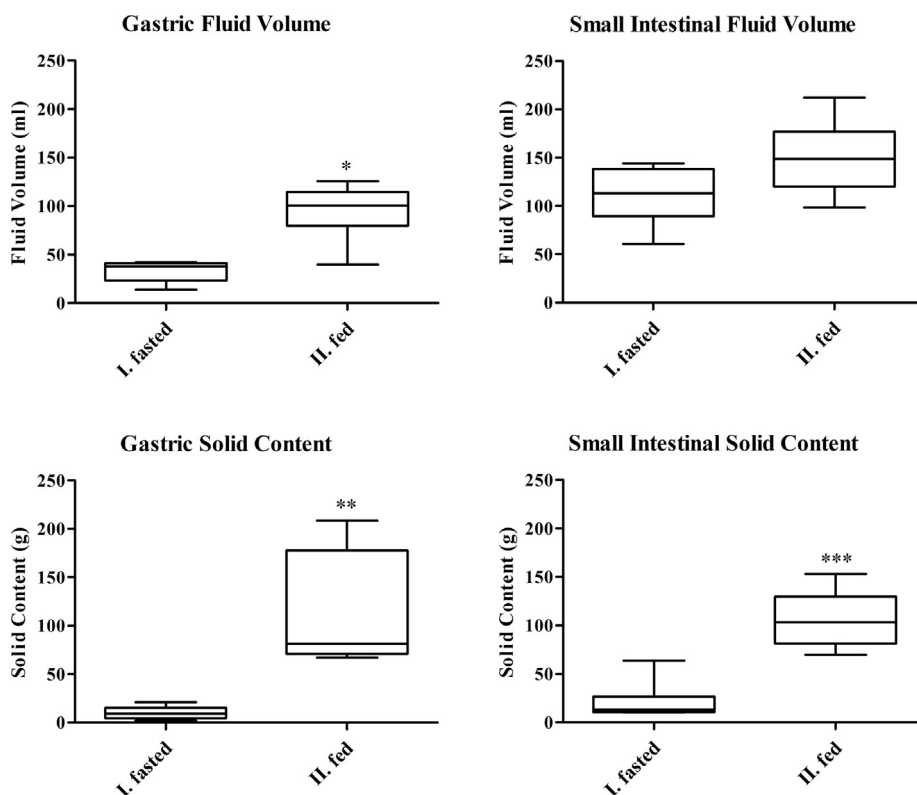 Gastric Fluid Volume
Fluid Volume (ml)
250
200
150
100
50
0
*
I. fasted
II. fed
Small Intestinal Fluid Volume
Fluid Volume (ml)
250
200
150
100
50
0
I. fasted
II. fed
Gastric Solid Content
Solid Content (g)
250
200
150
100
50
0
**
I. fasted
II. fed
Small Intestinal Solid Content
Solid Content (g)
250
200
150
100
50
0
***
I. fasted
II. fed